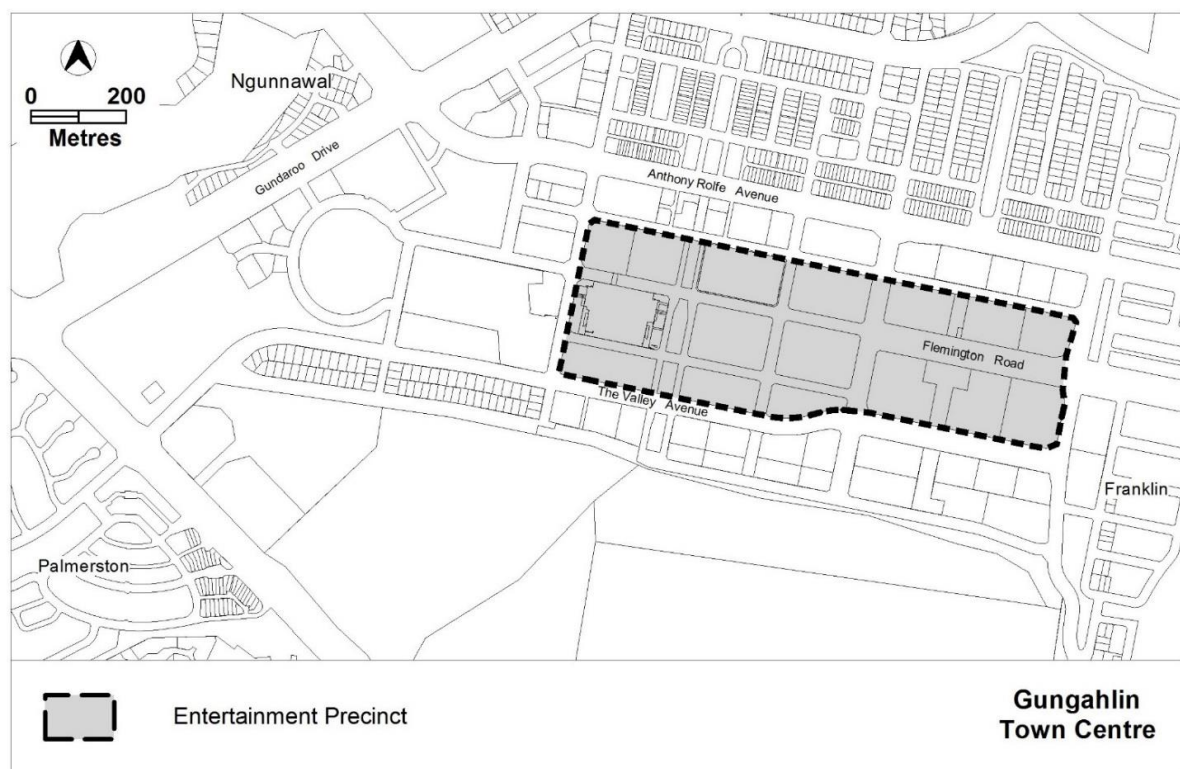 Ngunnawal
0 200
Metres
Gundaroo Drive
Anthony Rolfe Avenue
Flemington Road
The Valley Avenue
Franklin
Palmerston
Entertainment Precinct
Gungahlin
Town Centre